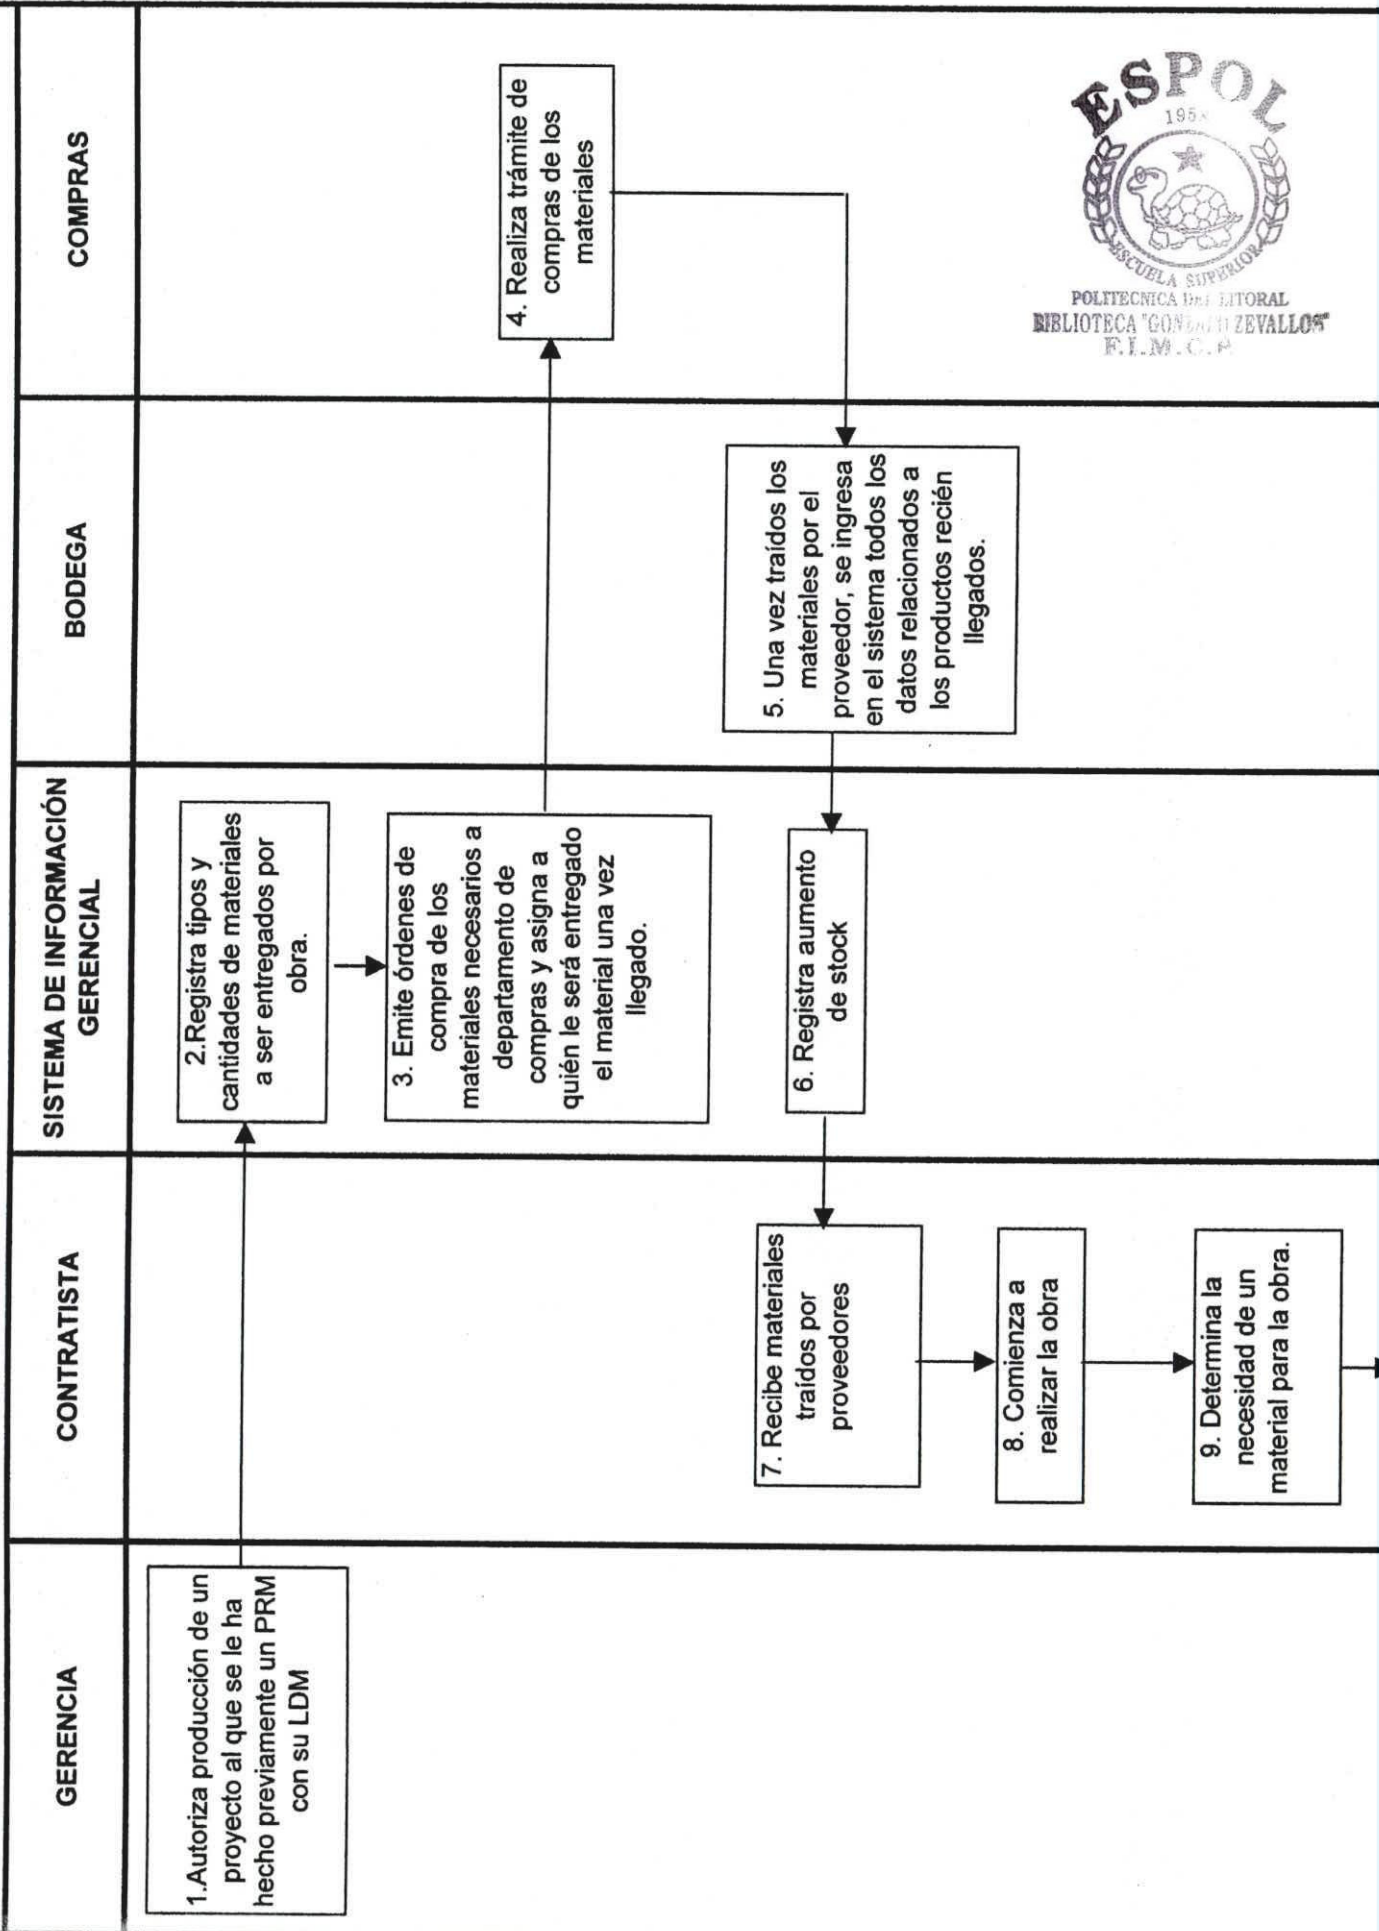 GERENCIA
CONTRATISTA
SISTEMA DE INFORMACIÓN
GERENCIAL
BODEGA
COMPRAS
1.Autoriza producción de un
proyecto al que se le ha
hecho previamente un PRM
con su LDM
2.Registra tipos y
cantidades de materiales
a ser entregados por
obra.
3. Emite órdenes de
compra de los
materiales necesarios a
departamento de
compras y asigna a
quién le será entregado
el material una vez
llegado.
4. Realiza trámite de
compras de los
materiales
5. Una vez traídos los
materiales por el
proveedor, se ingresa
en el sistema todos los
datos relacionados a
los productos recién
llegados.
6. Registra aumento
de stock
7. Recibe materiales
traídos por
proveedores
8. Comienza a
realizar la obra
9. Determina la
necesidad de un
material para la obra.
ESPOL
ESCUELA SUPERIOR
POLITECNICA DEL LITORAL
BIBLIOTECA "GONZALO ZEVALLOS"
F.I.M.C.P.